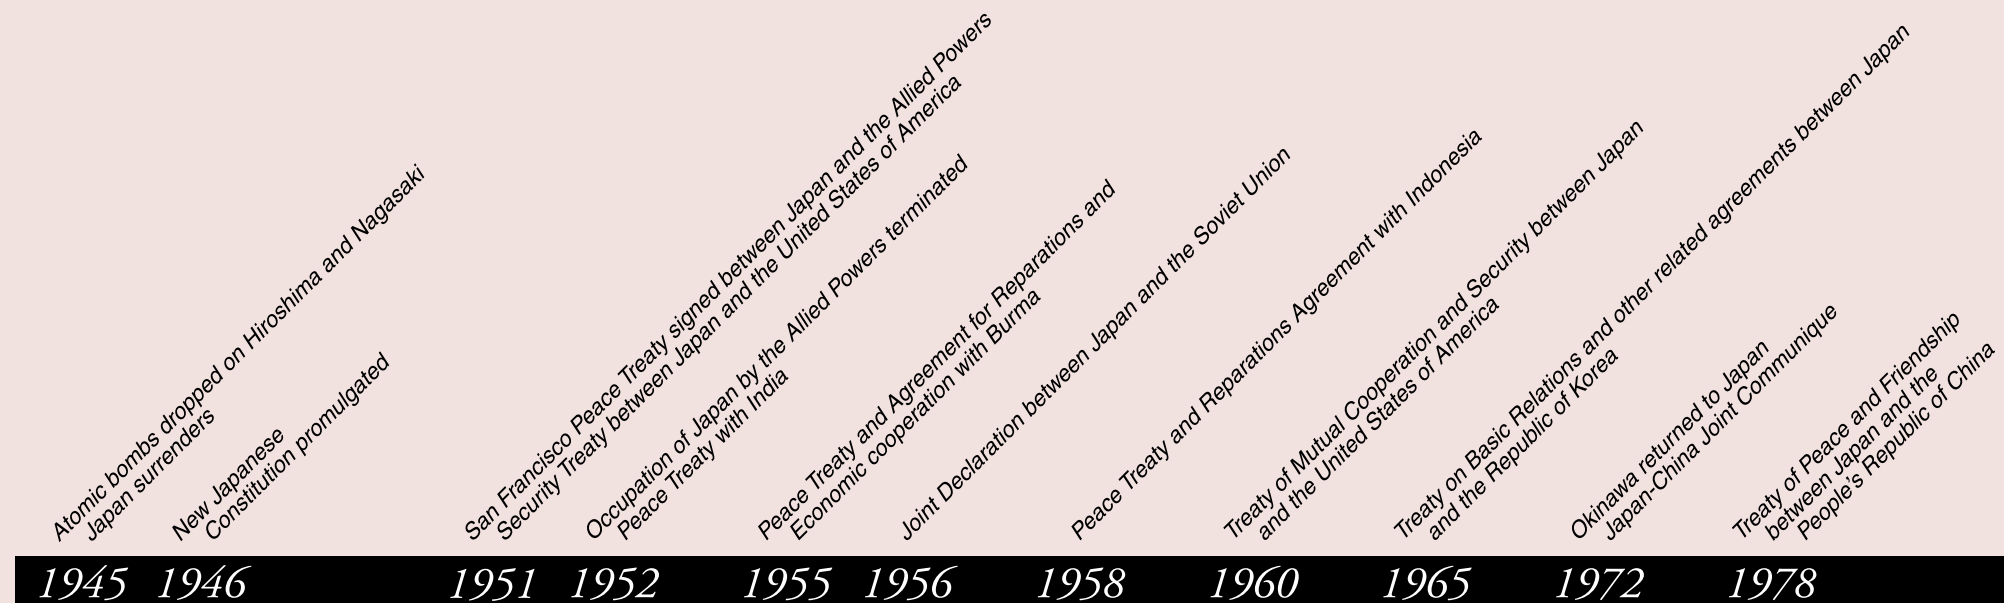 Atomic bombs dropped on Hiroshima and Nagasaki
Japan surrenders
New Japanese
Constitution promulgated
San Francisco Peace Treaty signed between Japan and the Allied Powers
Security Treaty between Japan and the United States of America
Occupation of Japan by the Allied Powers terminated
Peace Treaty with India
Peace Treaty and Agreement for Reparations and
Economic cooperation with Burma
Joint Declaration between Japan and the Soviet Union
Peace Treaty and Reparations Agreement with Indonesia
Treaty of Mutual Cooperation and Security between Japan
and the United States of America
Treaty on Basic Relations and other related agreements between Japan
and the Republic of Korea
Okinawa returned to Japan
Japan-China Joint Communique
Treaty of Peace and Friendship
between Japan and the
People's Republic of China
1945 1946 1951 1952 1955 1956 1958 1960 1965 1972 1978